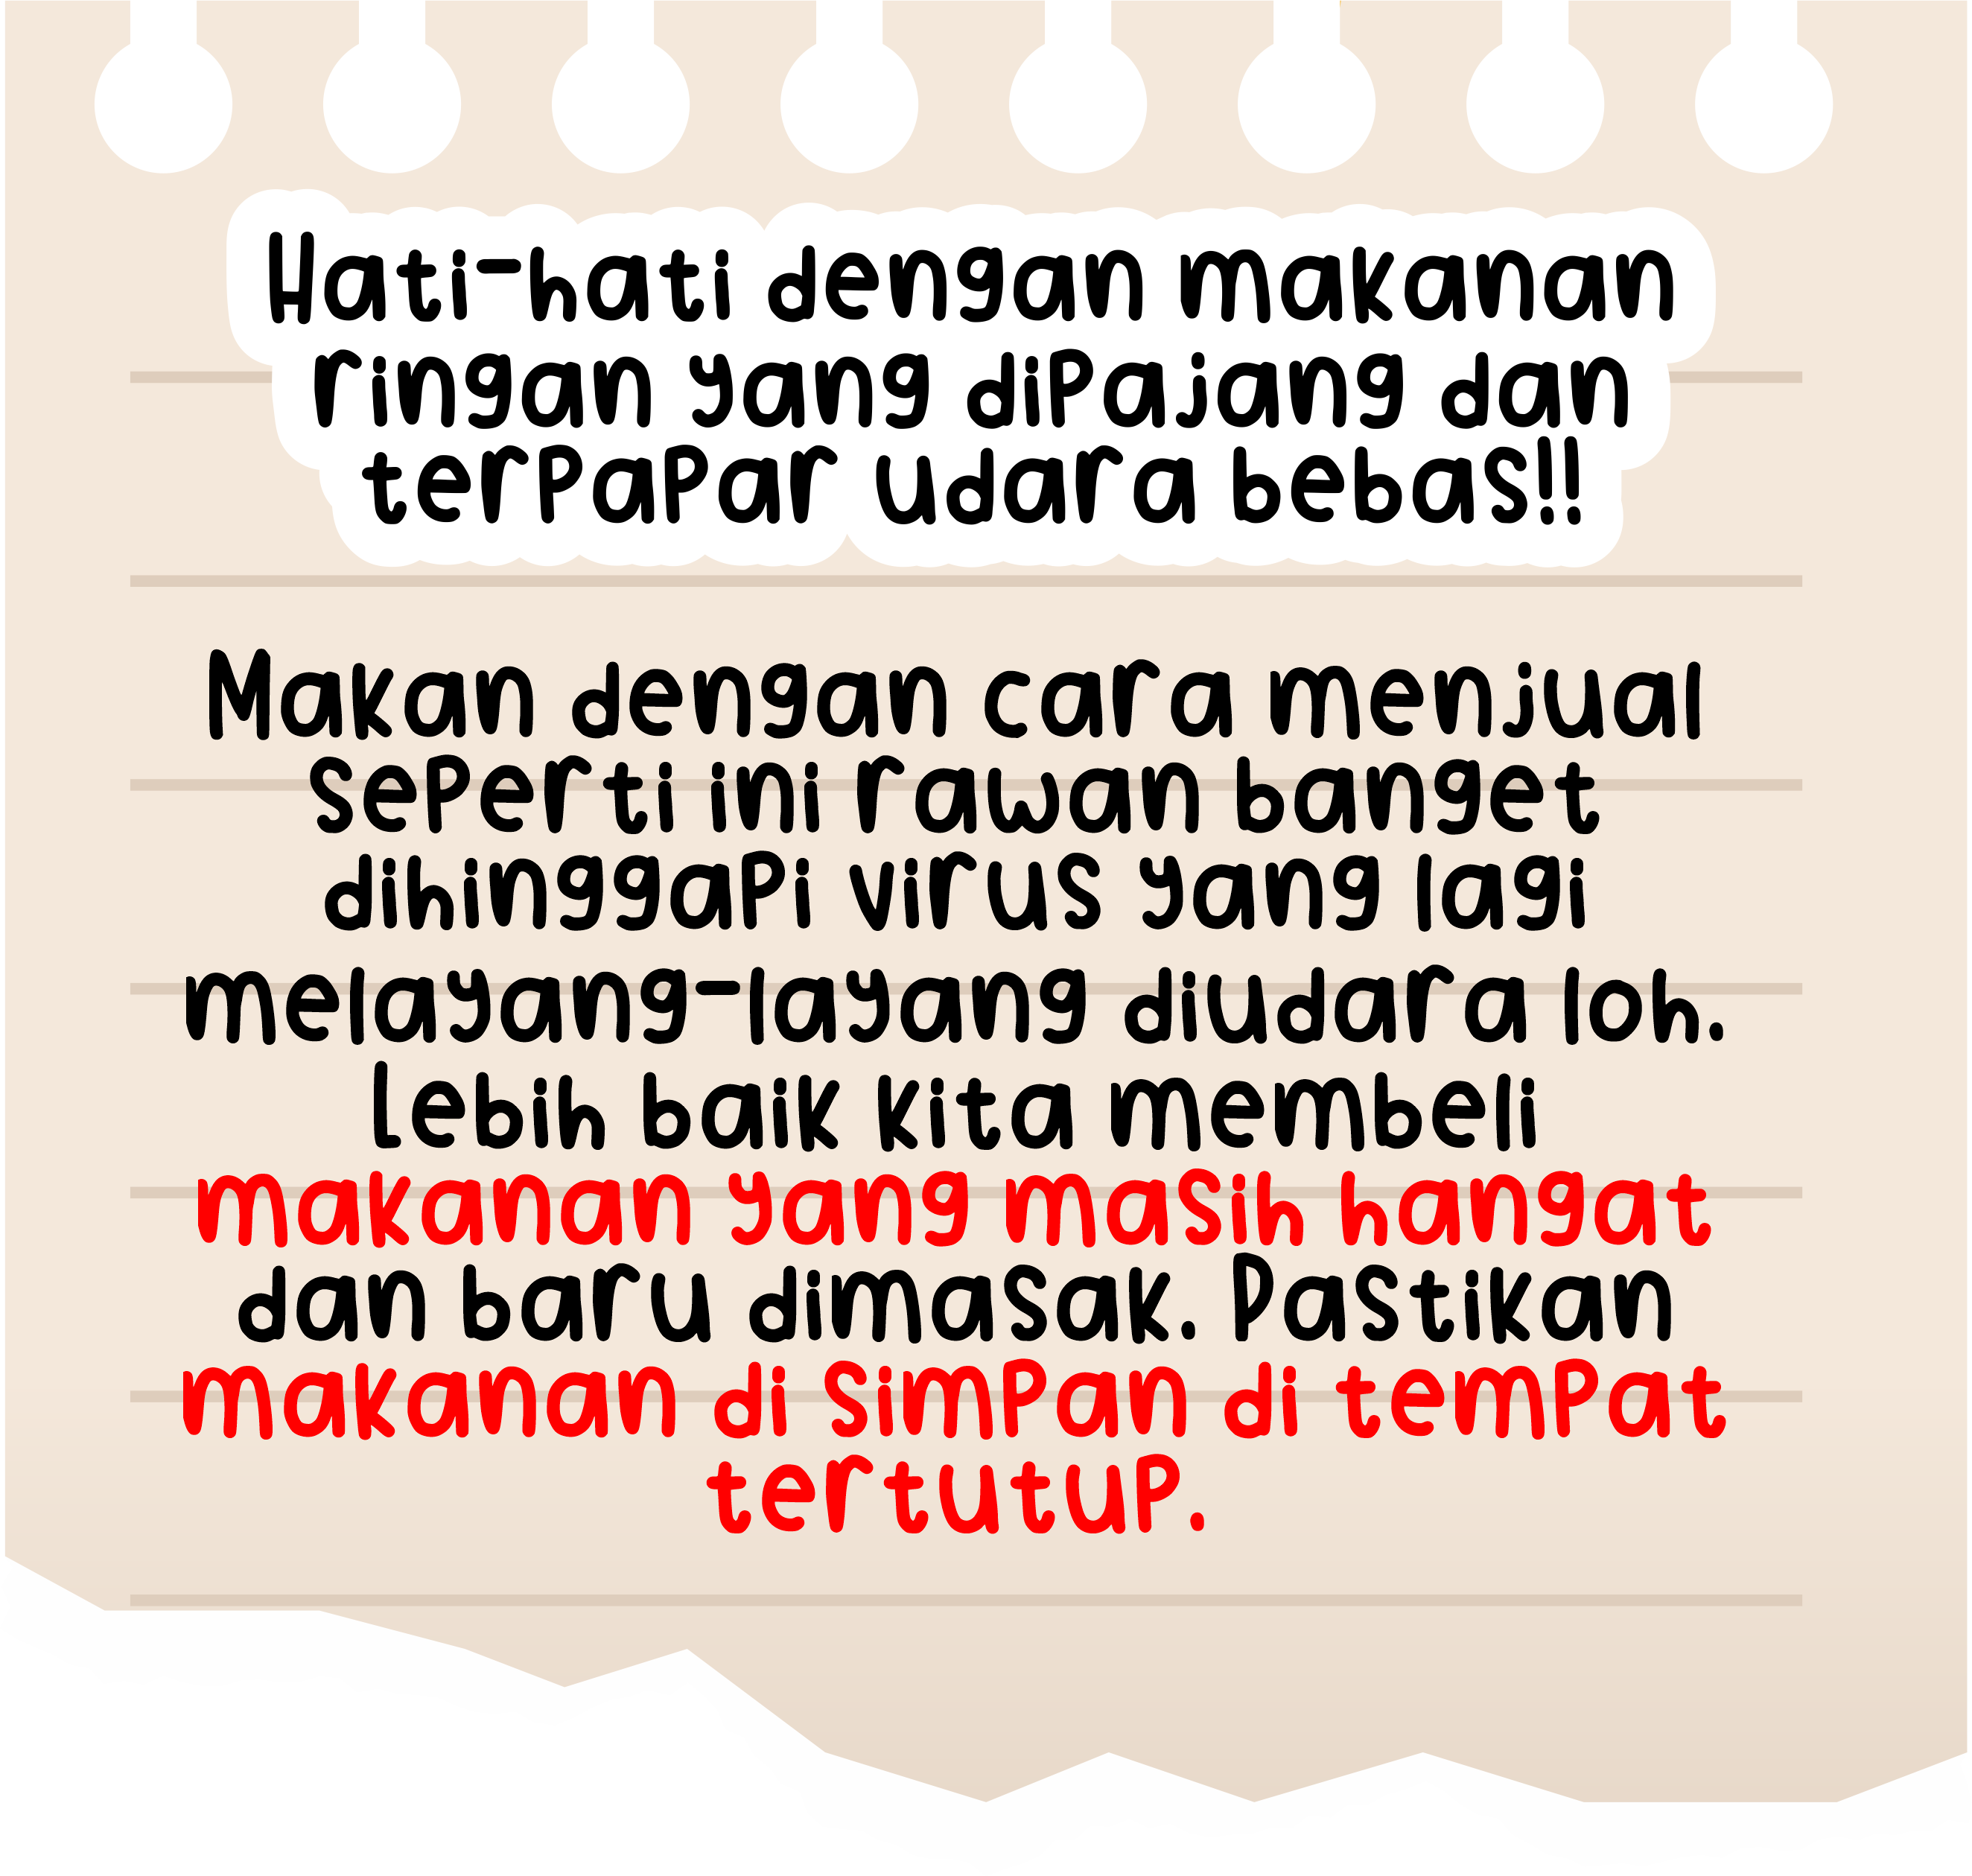 Hati-hati dengan makanan
ringan yang dipajang dan
terpapar udara bebas!!
Makan dengan cara menjual
seperti ini rawan banget
dihinggapi virus yang lagi
melayang-layang diudara loh.
Lebih baik kita membeli
makanan yang masih hangat
dan baru dimasak. Pastikan
makanan di simpan di tempat
tertutup.